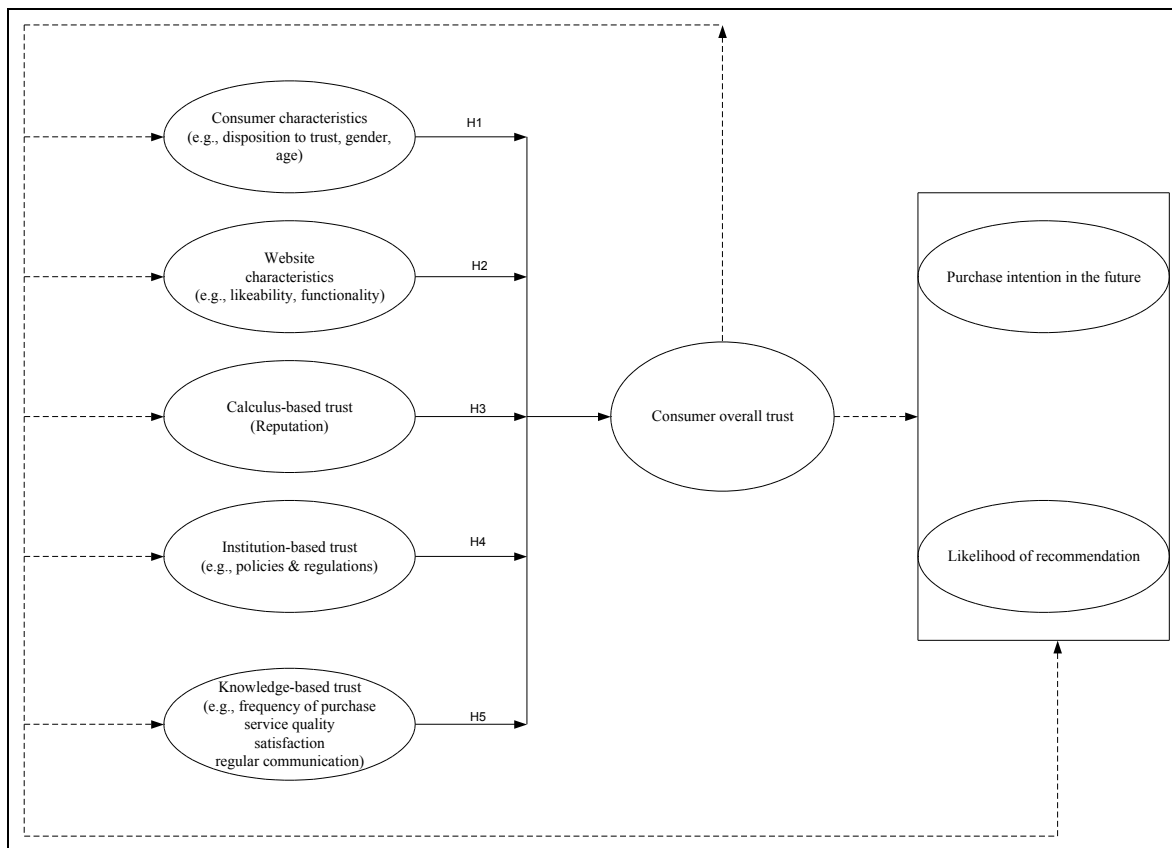 Consumer characteristics
(e.g., disposition to trust, gender,
age)
H1
Website
characteristics
(e.g., likeability, functionality)
H2
Calculus-based trust
(Reputation)
H3
Institution-based trust
(e.g., policies & regulations)
H4
Knowledge-based trust
(e.g., frequency of purchase
service quality
satisfaction
regular communication)
H5
Consumer overall trust
Purchase intention in the future
Likelihood of recommendation